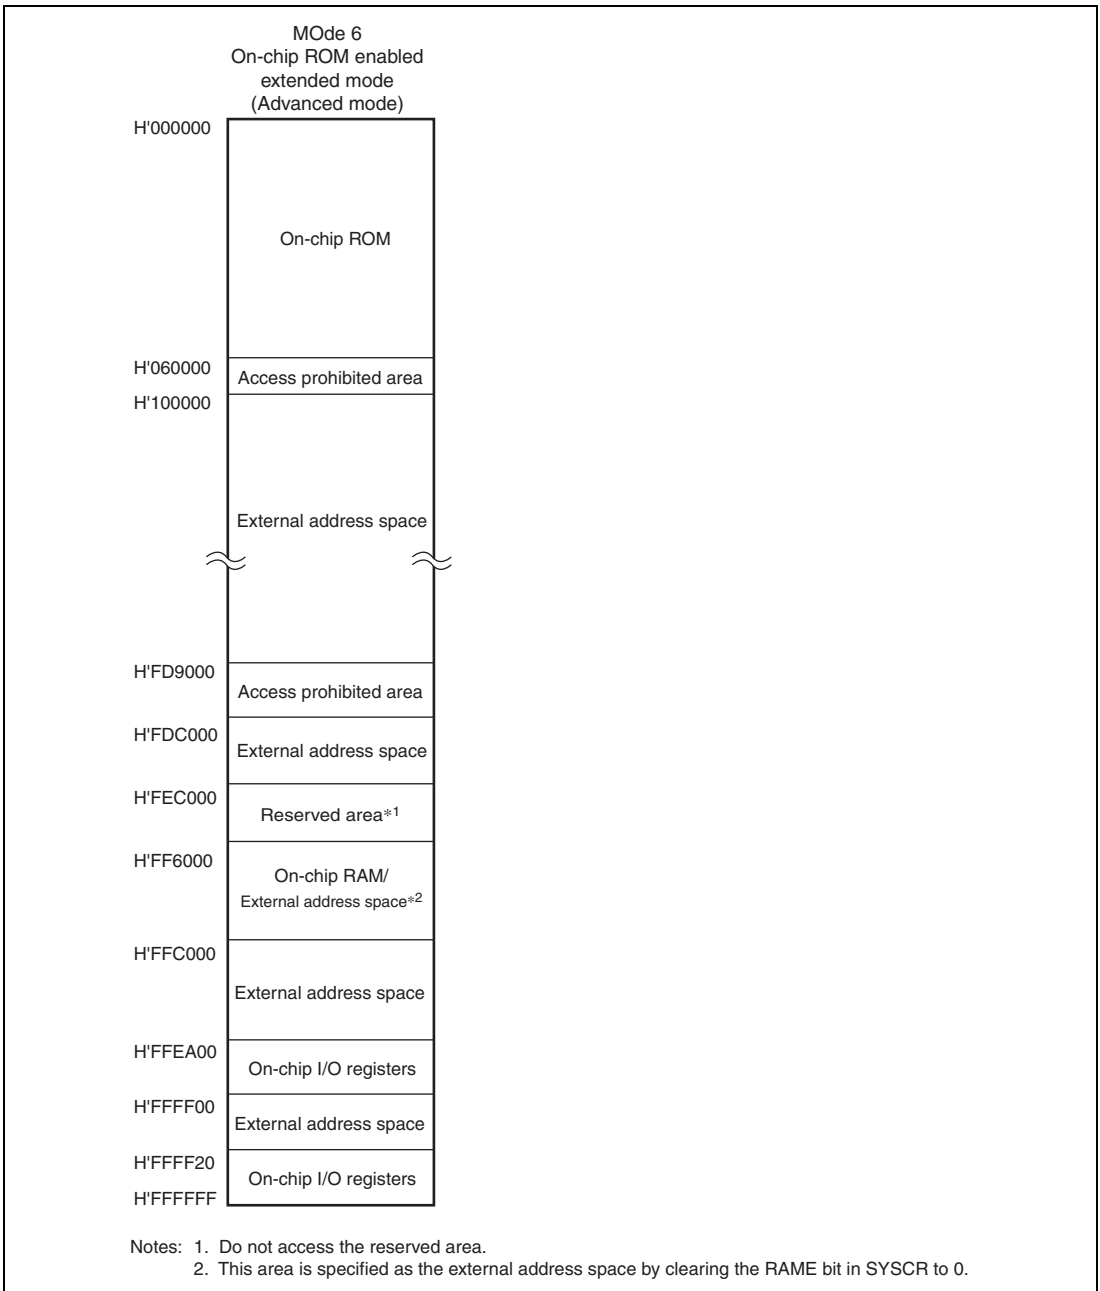 MOde 6
On-chip ROM enabled
extended mode
(Advanced mode)
H'000000
On-chip ROM
H'060000
Access prohibited area
H'100000
External address space
H'FD9000
Access prohibited area
H'FDC000
External address space
H'FEC000
Reserved area*1
H'FF6000
On-chip RAM/
External address space*2
H'FFC000
External address space
H'FFEA00
On-chip I/O registers
H'FFFF00
External address space
H'FFFF20
On-chip I/O registers
H'FFFFFF
Notes: 1. Do not access the reserved area.
2. This area is specified as the external address space by clearing the RAME bit in SYSCR to 0.